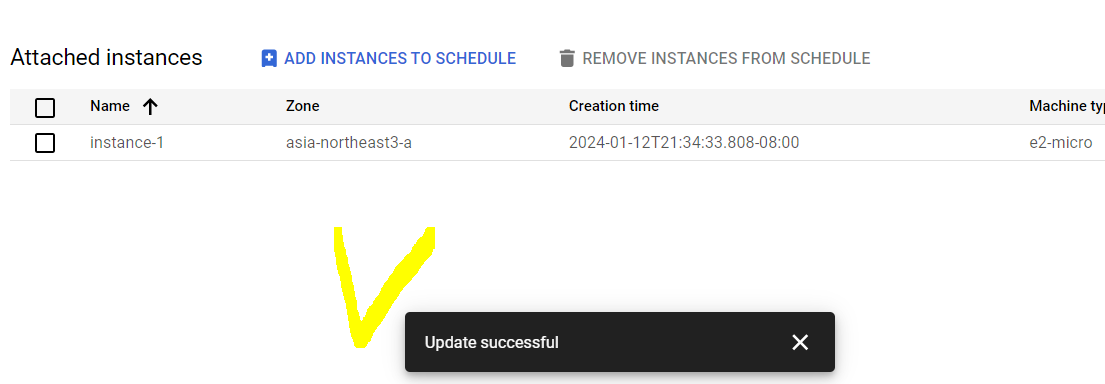 Attached instances ADD INSTANCES TO SCHEDULE REMOVE INSTANCES FROM SCHEDULE
Name Zone Creation time Machine typ
instance-1 asia-northeast3-a 2024-01-12T21:34:33.808-08:00 e2-micro
Update successful